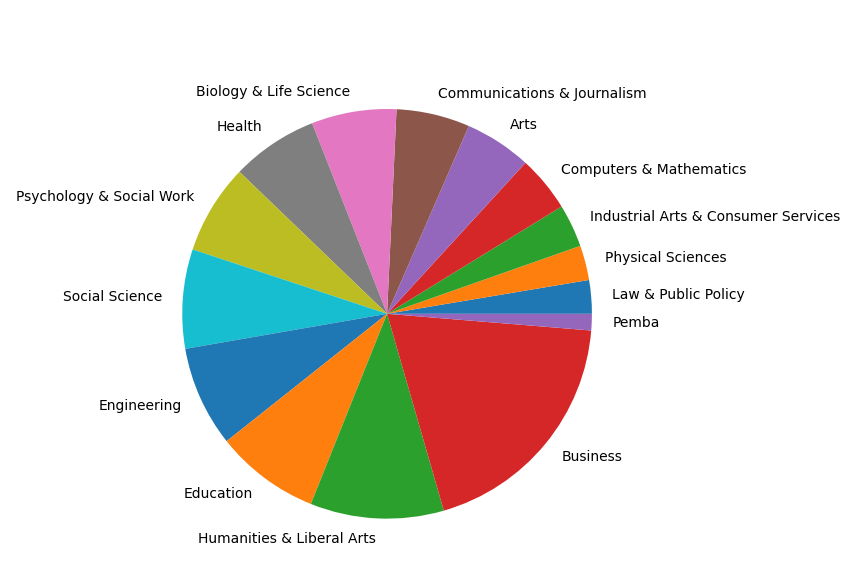 Biology & Life Science
Communications & Journalism
Health
Arts
Computers & Mathematics
Psychology & Social Work
Industrial Arts & Consumer Services
Physical Sciences
Social Science
Law & Public Policy
Pemba
Engineering
Business
Education
Humanities & Liberal Arts